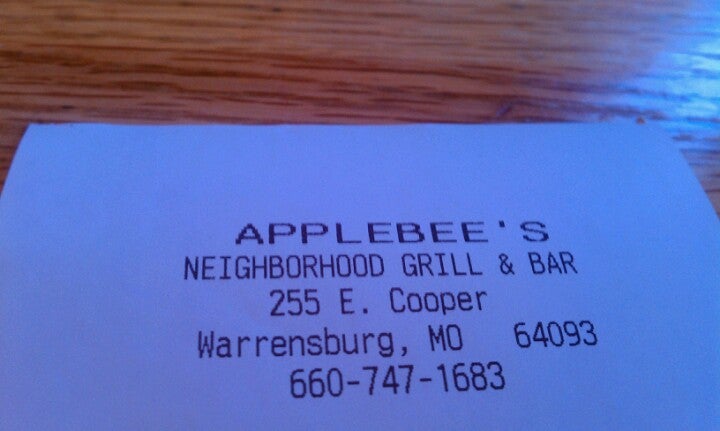 APPLEBEE'S
NEIGHBORHOOD GRILL & BAR
255 E. Cooper
Warrensburg, MO 64093
660-747-1683